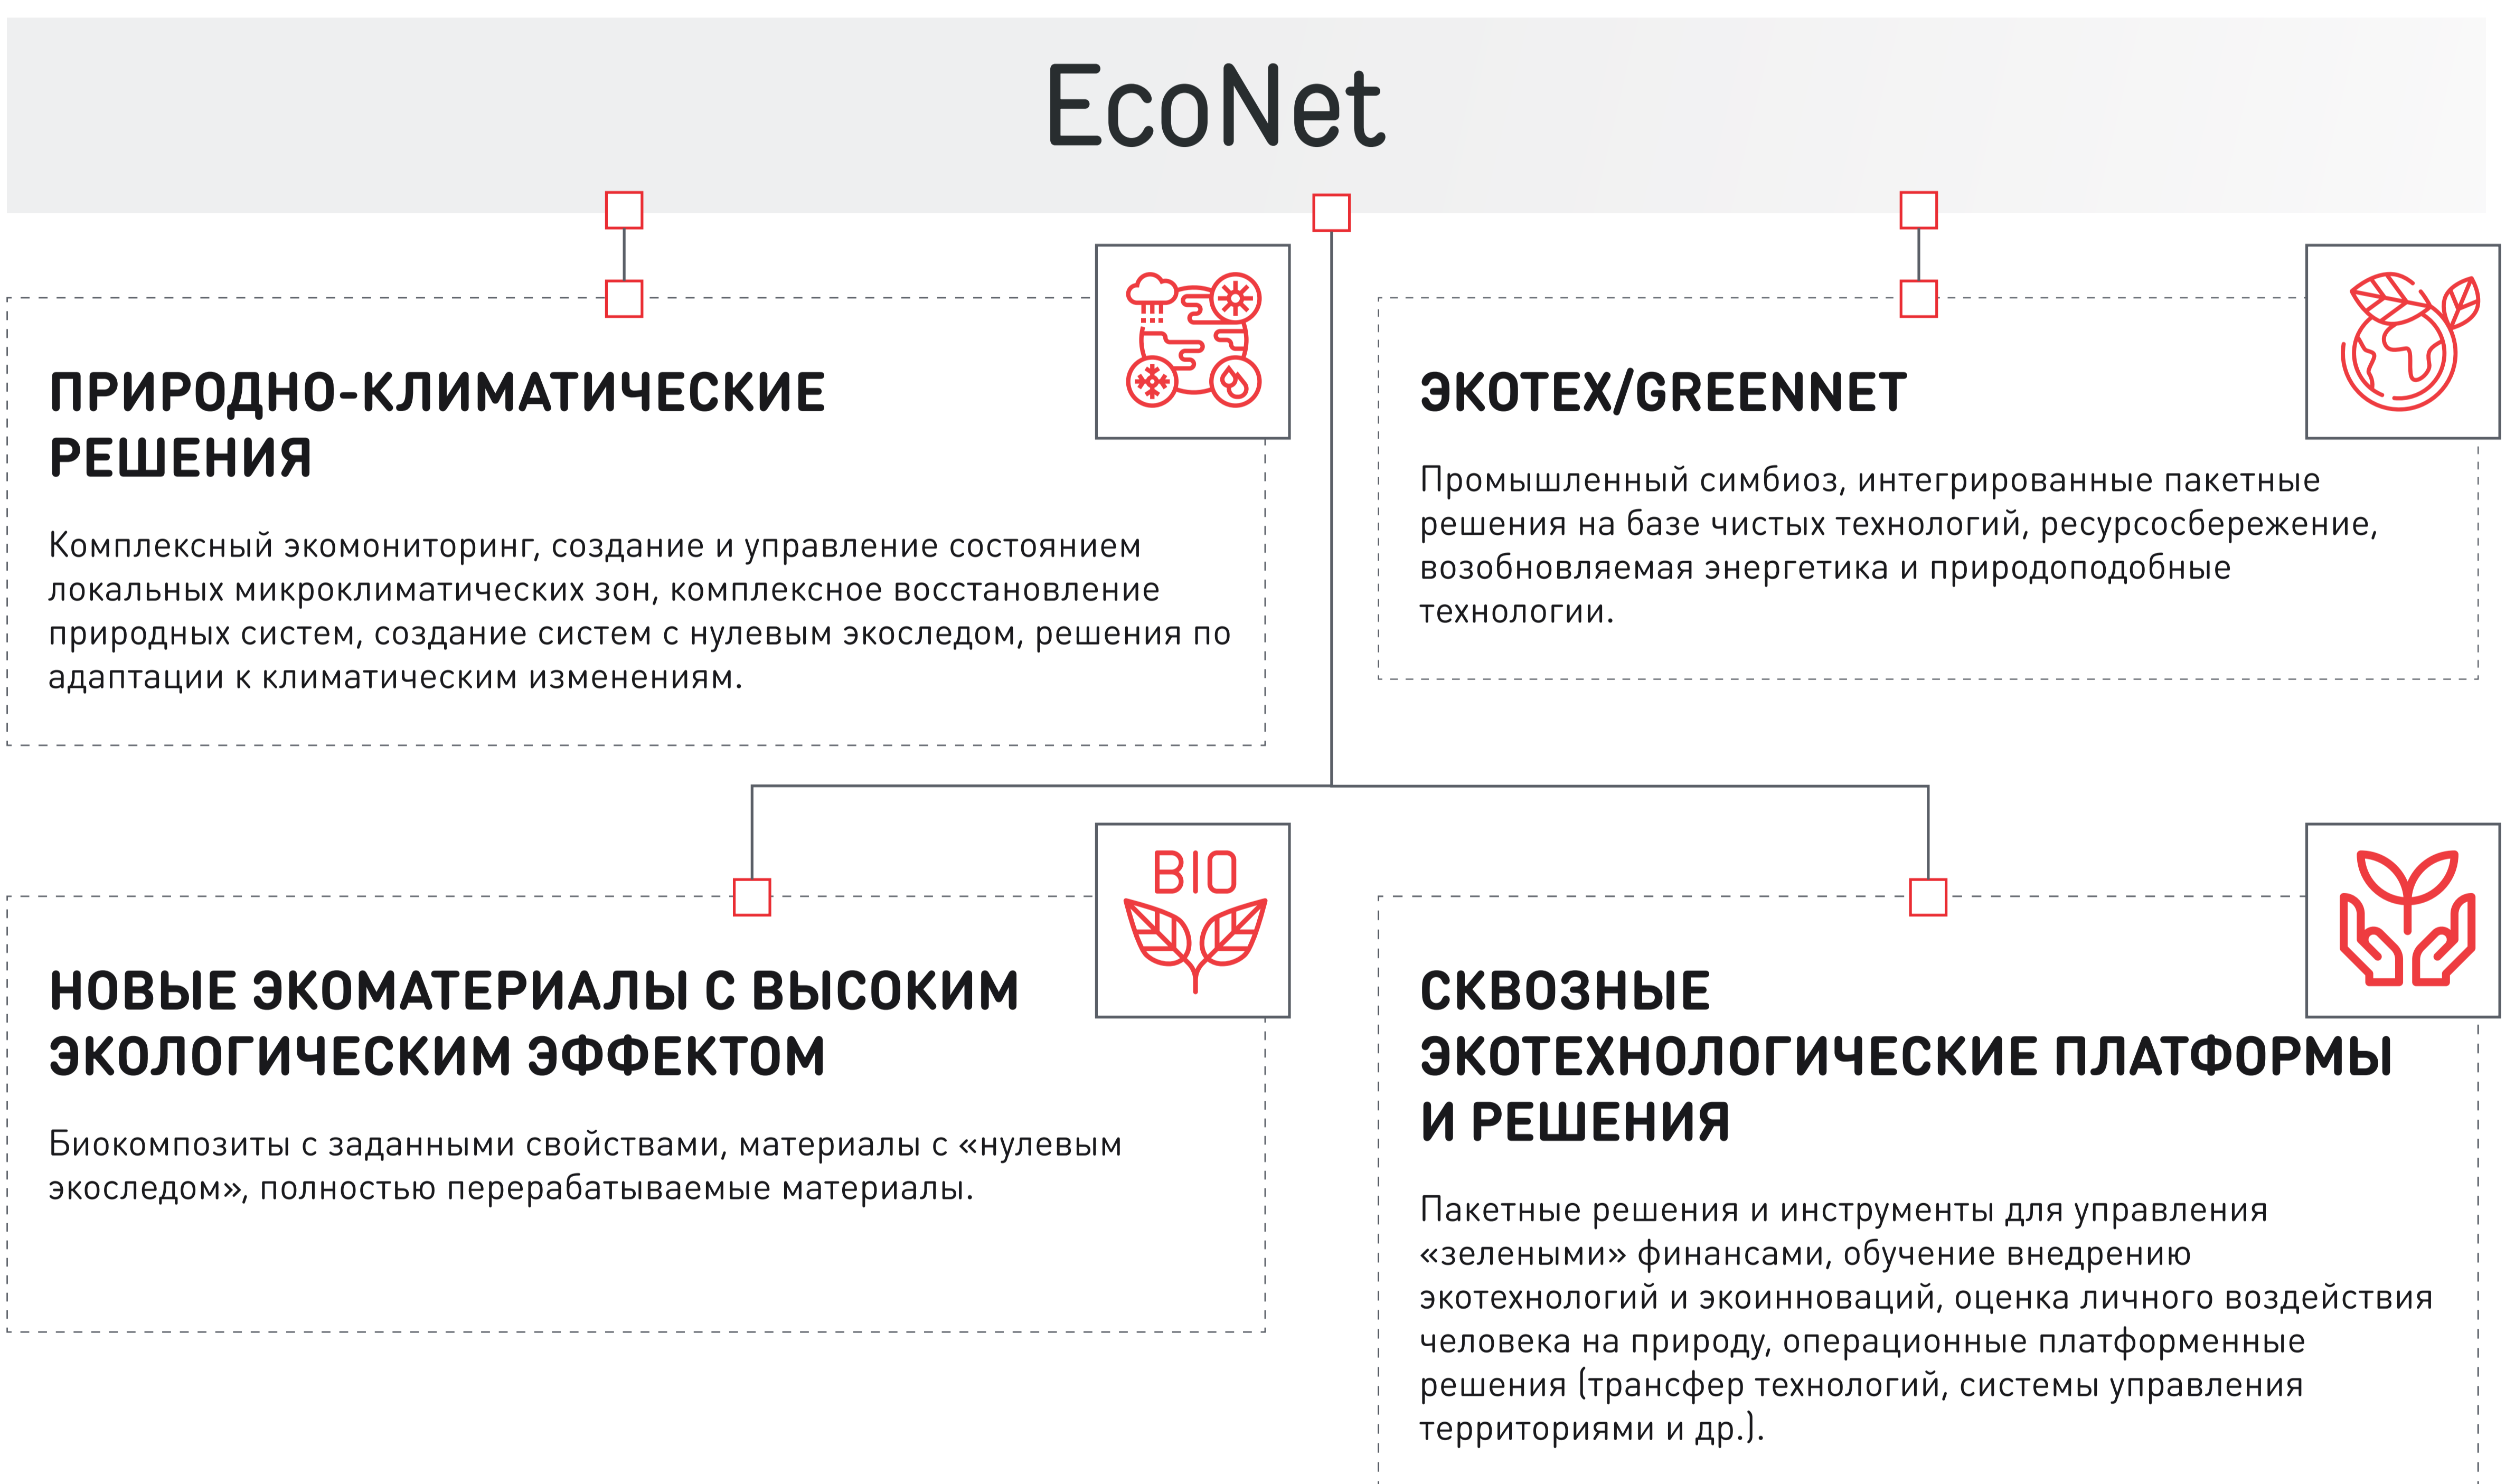 EcoNet
ПРИРОДНО-КЛИМАТИЧЕСКИЕ
РЕШЕНИЯ
Комплексный экомониторинг, создание и управление состоянием
локальных микроклиматических зон, комплексное восстановление
природных систем, создание систем с нулевым экоследом, решения по
адаптации к климатическим изменениям.
ЭКОТЕХ/GREENNET
Промышленный симбиоз, интегрированные пакетные
решения на базе чистых технологий, ресурсосбережение,
возобновляемая энергетика и природоподобные
технологии.
BIO
НОВЫЕ ЭКОМАТЕРИАЛЫ С ВЫСОКИМ
ЭКОЛОГИЧЕСКИМ ЭФФЕКТОМ
Биокомпозиты с заданными свойствами, материалы с «нулевым
экоследом», полностью перерабатываемые материалы.
СКВОЗНЫЕ
ЭКОТЕХНОЛОГИЧЕСКИЕ ПЛАТФОРМЫ
И РЕШЕНИЯ
Пакетные решения и инструменты для управления
«зелеными» финансами, обучение внедрению
экотехнологий и экоинноваций, оценка личного воздействия
человека на природу, операционные платформенные
решения (трансфер технологий, системы управления
территориями и др.).